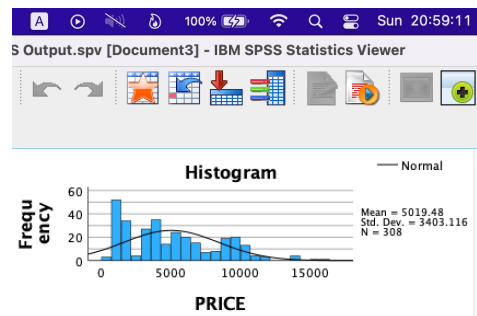 A 100% Sun 20:59:11
S Output.spv [Document3] - IBM SPSS Statistics Viewer
Histogram
Normal
Frequ
ency
60
40
20
0
Mean = 5019.48
Std. Dev. = 3403.116
N = 308
0 5000 10000 15000
PRICE